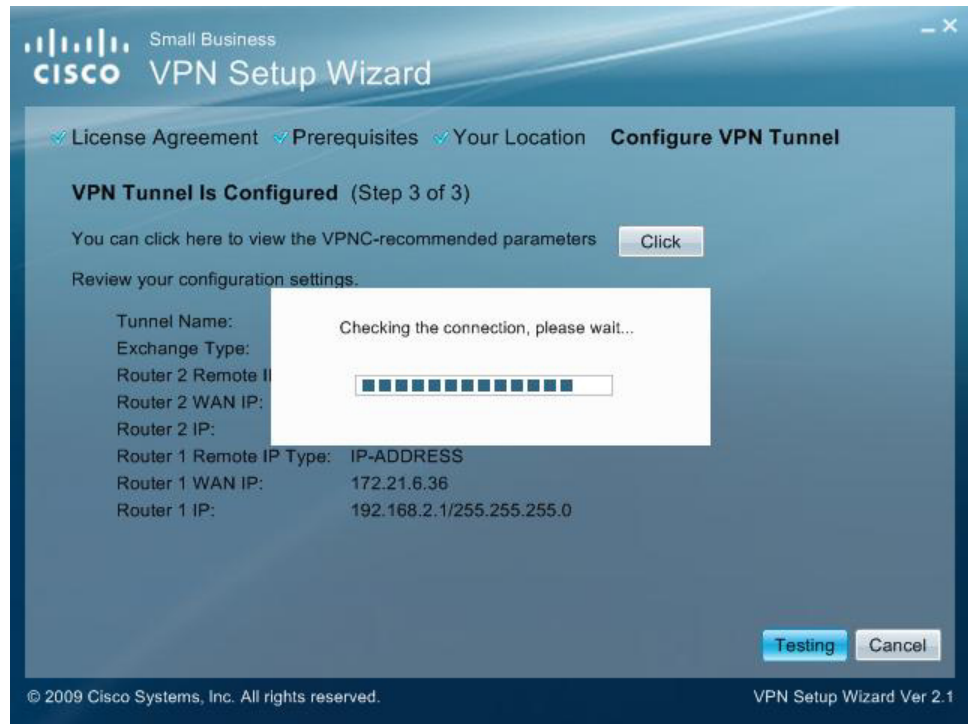 Small Business
CISCO VPN Setup Wizard
License Agreement Prerequisites Your Location Configure VPN Tunnel
VPN Tunnel Is Configured (Step 3 of 3)
You can click here to view the VPNC-recommended parameters Click
Review your configuration settings.
Checking the connection, please wait...
Tunnel Name:
Exchange Type:
Router 2 Remote
Router 2 WAN IP:
Router 2 IP:
Router 1 Remote IP Type: IP-ADDRESS
Router 1 WAN IP: 172.21.6.36
Router 1 IP: 192.168.2.1/255.255.255.0
Testing Cancel
© 2009 Cisco Systems, Inc. All rights reserved. VPN Setup Wizard Ver 2.1